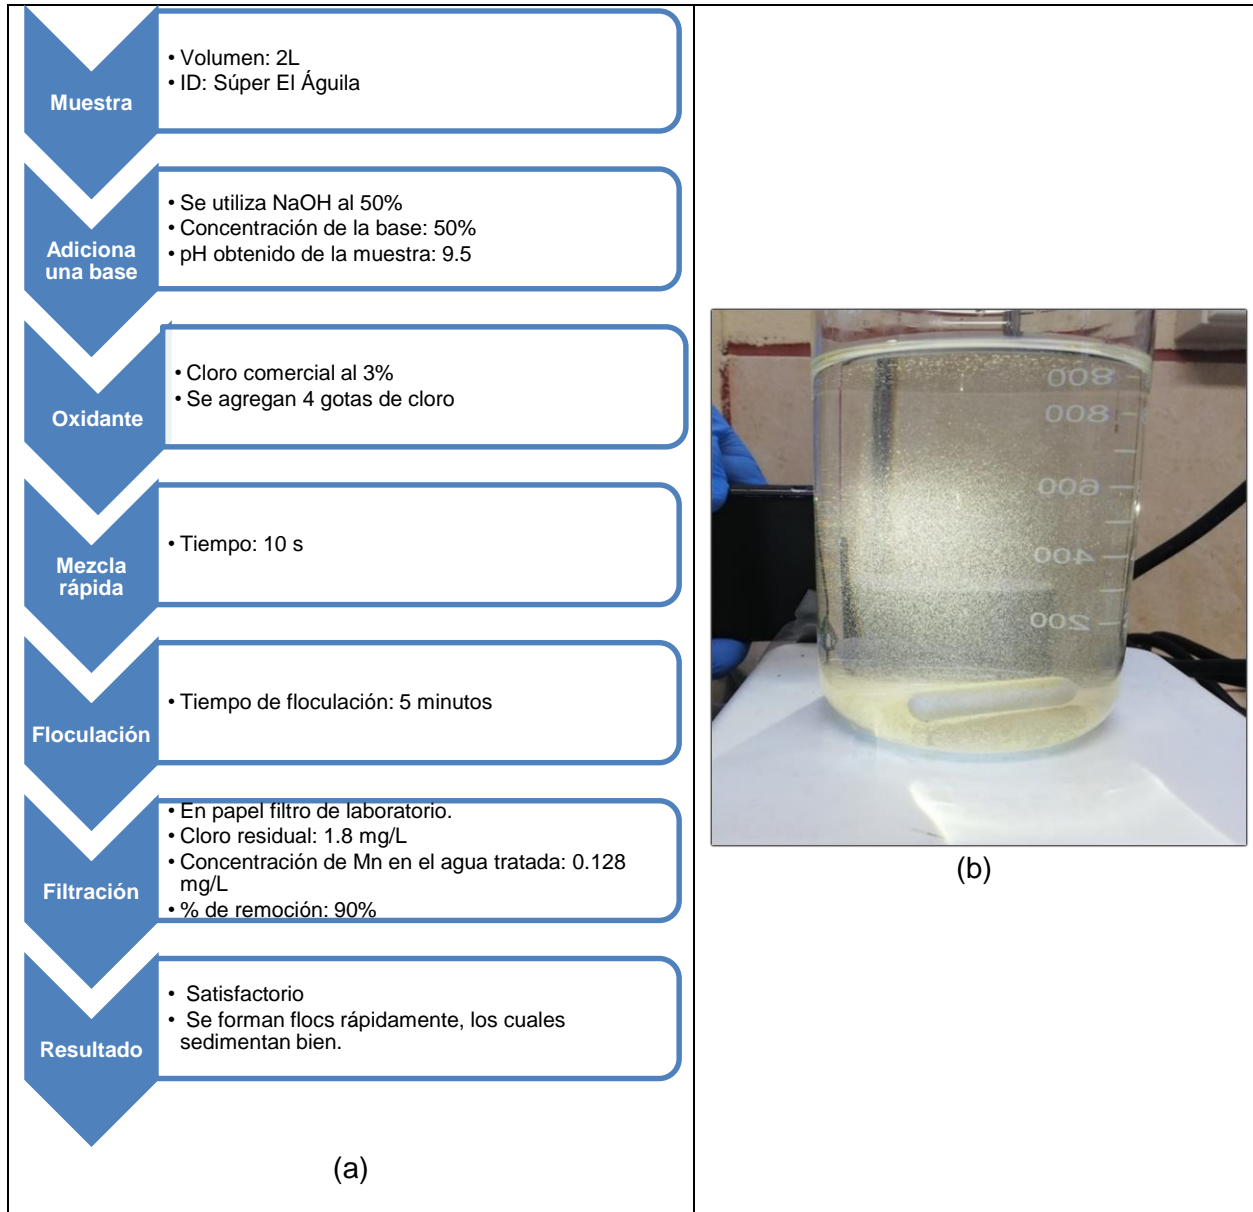 Muestra
• Volumen: 2L
• ID: Súper El Águila
Adiciona
una base
• Se utiliza NaOH al 50%
• Concentración de la base: 50%
• pH obtenido de la muestra: 9.5
Oxidante
• Cloro comercial al 3%
• Se agregan 4 gotas de cloro
Mezcla
rápida
• Tiempo: 10 s
Floculación
• Tiempo de floculación: 5 minutos
Filtración
• En papel filtro de laboratorio.
• Cloro residual: 1.8 mg/L
• Concentración de Mn en el agua tratada: 0.128
mg/L
• % de remoción: 90%
Resultado
• Satisfactorio
• Se forman flocs rápidamente, los cuales
sedimentan bien.
(a)
800
800
600
400
200
(b)